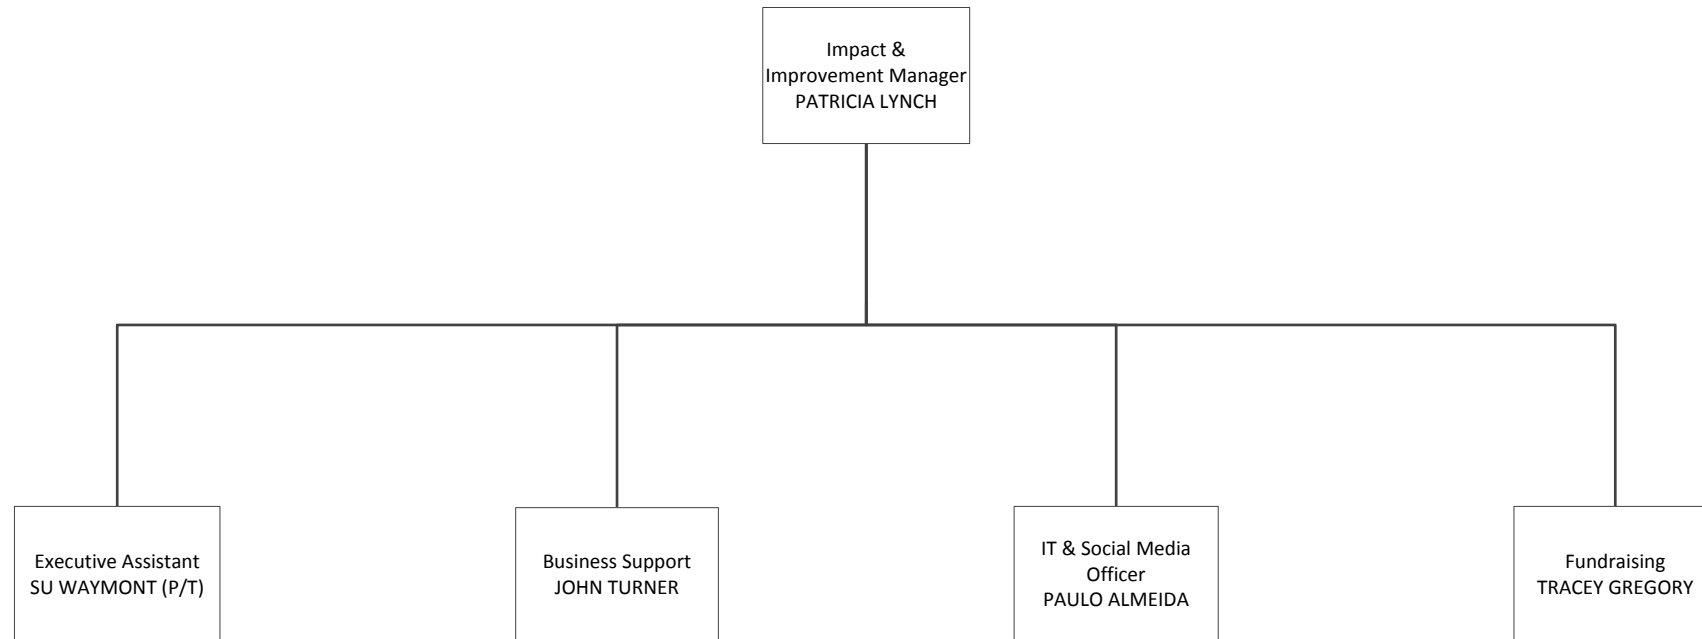 Impact &
Improvement Manager
PATRICIA LYNCH
Executive Assistant
SU WAYMONT (P/T)
Business Support
JOHN TURNER
IT & Social Media
Officer
PAULO ALMEIDA
Fundraising
TRACEY GREGORY